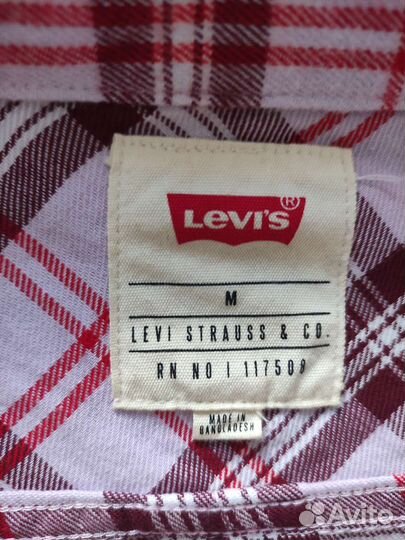 LEVI'S®
M
LEVI STRAUSS & CO.
RN NO | 117508
MADE IN
BANGLADESH
Avito